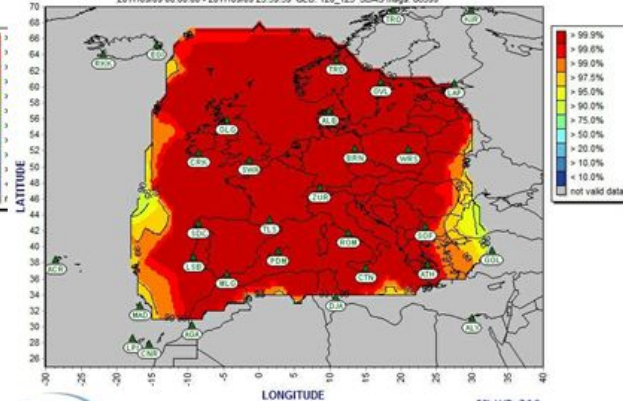 70
68
66
64
62
60
58
56
54
52
50
48
46
44
42
40
38
36
34
32
30
28
26
LATITUDE
TRO
KIR
RKK
EGI
TRD
GVL
LAP
GLG
ALB
CRK
SWA
BRN
WRS
ZUR
SDC
TLS
ROM
SOF
GOL
ACR
LSB
PDM
MLG
CTN
ATH
MAD
DJA
AGA
ALY
LPI
CNR
-30 -25 -20 -15 -10 -5 0 5 10 15 20 25 30 35 40
LONGITUDE
> 99.9%
> 99.6%
> 99.0%
> 97.5%
> 95.0%
> 90.0%
> 75.0%
> 50.0%
> 20.0%
> 10.0%
< 10.0%
not valid data